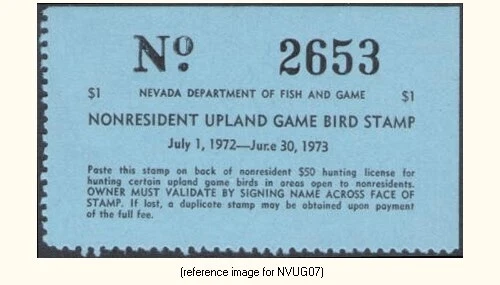 No. 2653
$1 NEVADA DEPARTMENT OF FISH AND GAME $1
NONRESIDENT UPLAND GAME BIRD STAMP
July 1, 1972—June 30, 1973
Paste this stamp on back of nonresident $50 hunting license for
hunting certain upland game birds in areas open to nonresidents.
OWNER MUST VALIDATE BY SIGNING NAME ACROSS FACE OF
STAMP. If lost, a duplicate stamp may be obtained upon payment
of the full fee.
(reference image for NVUG07)